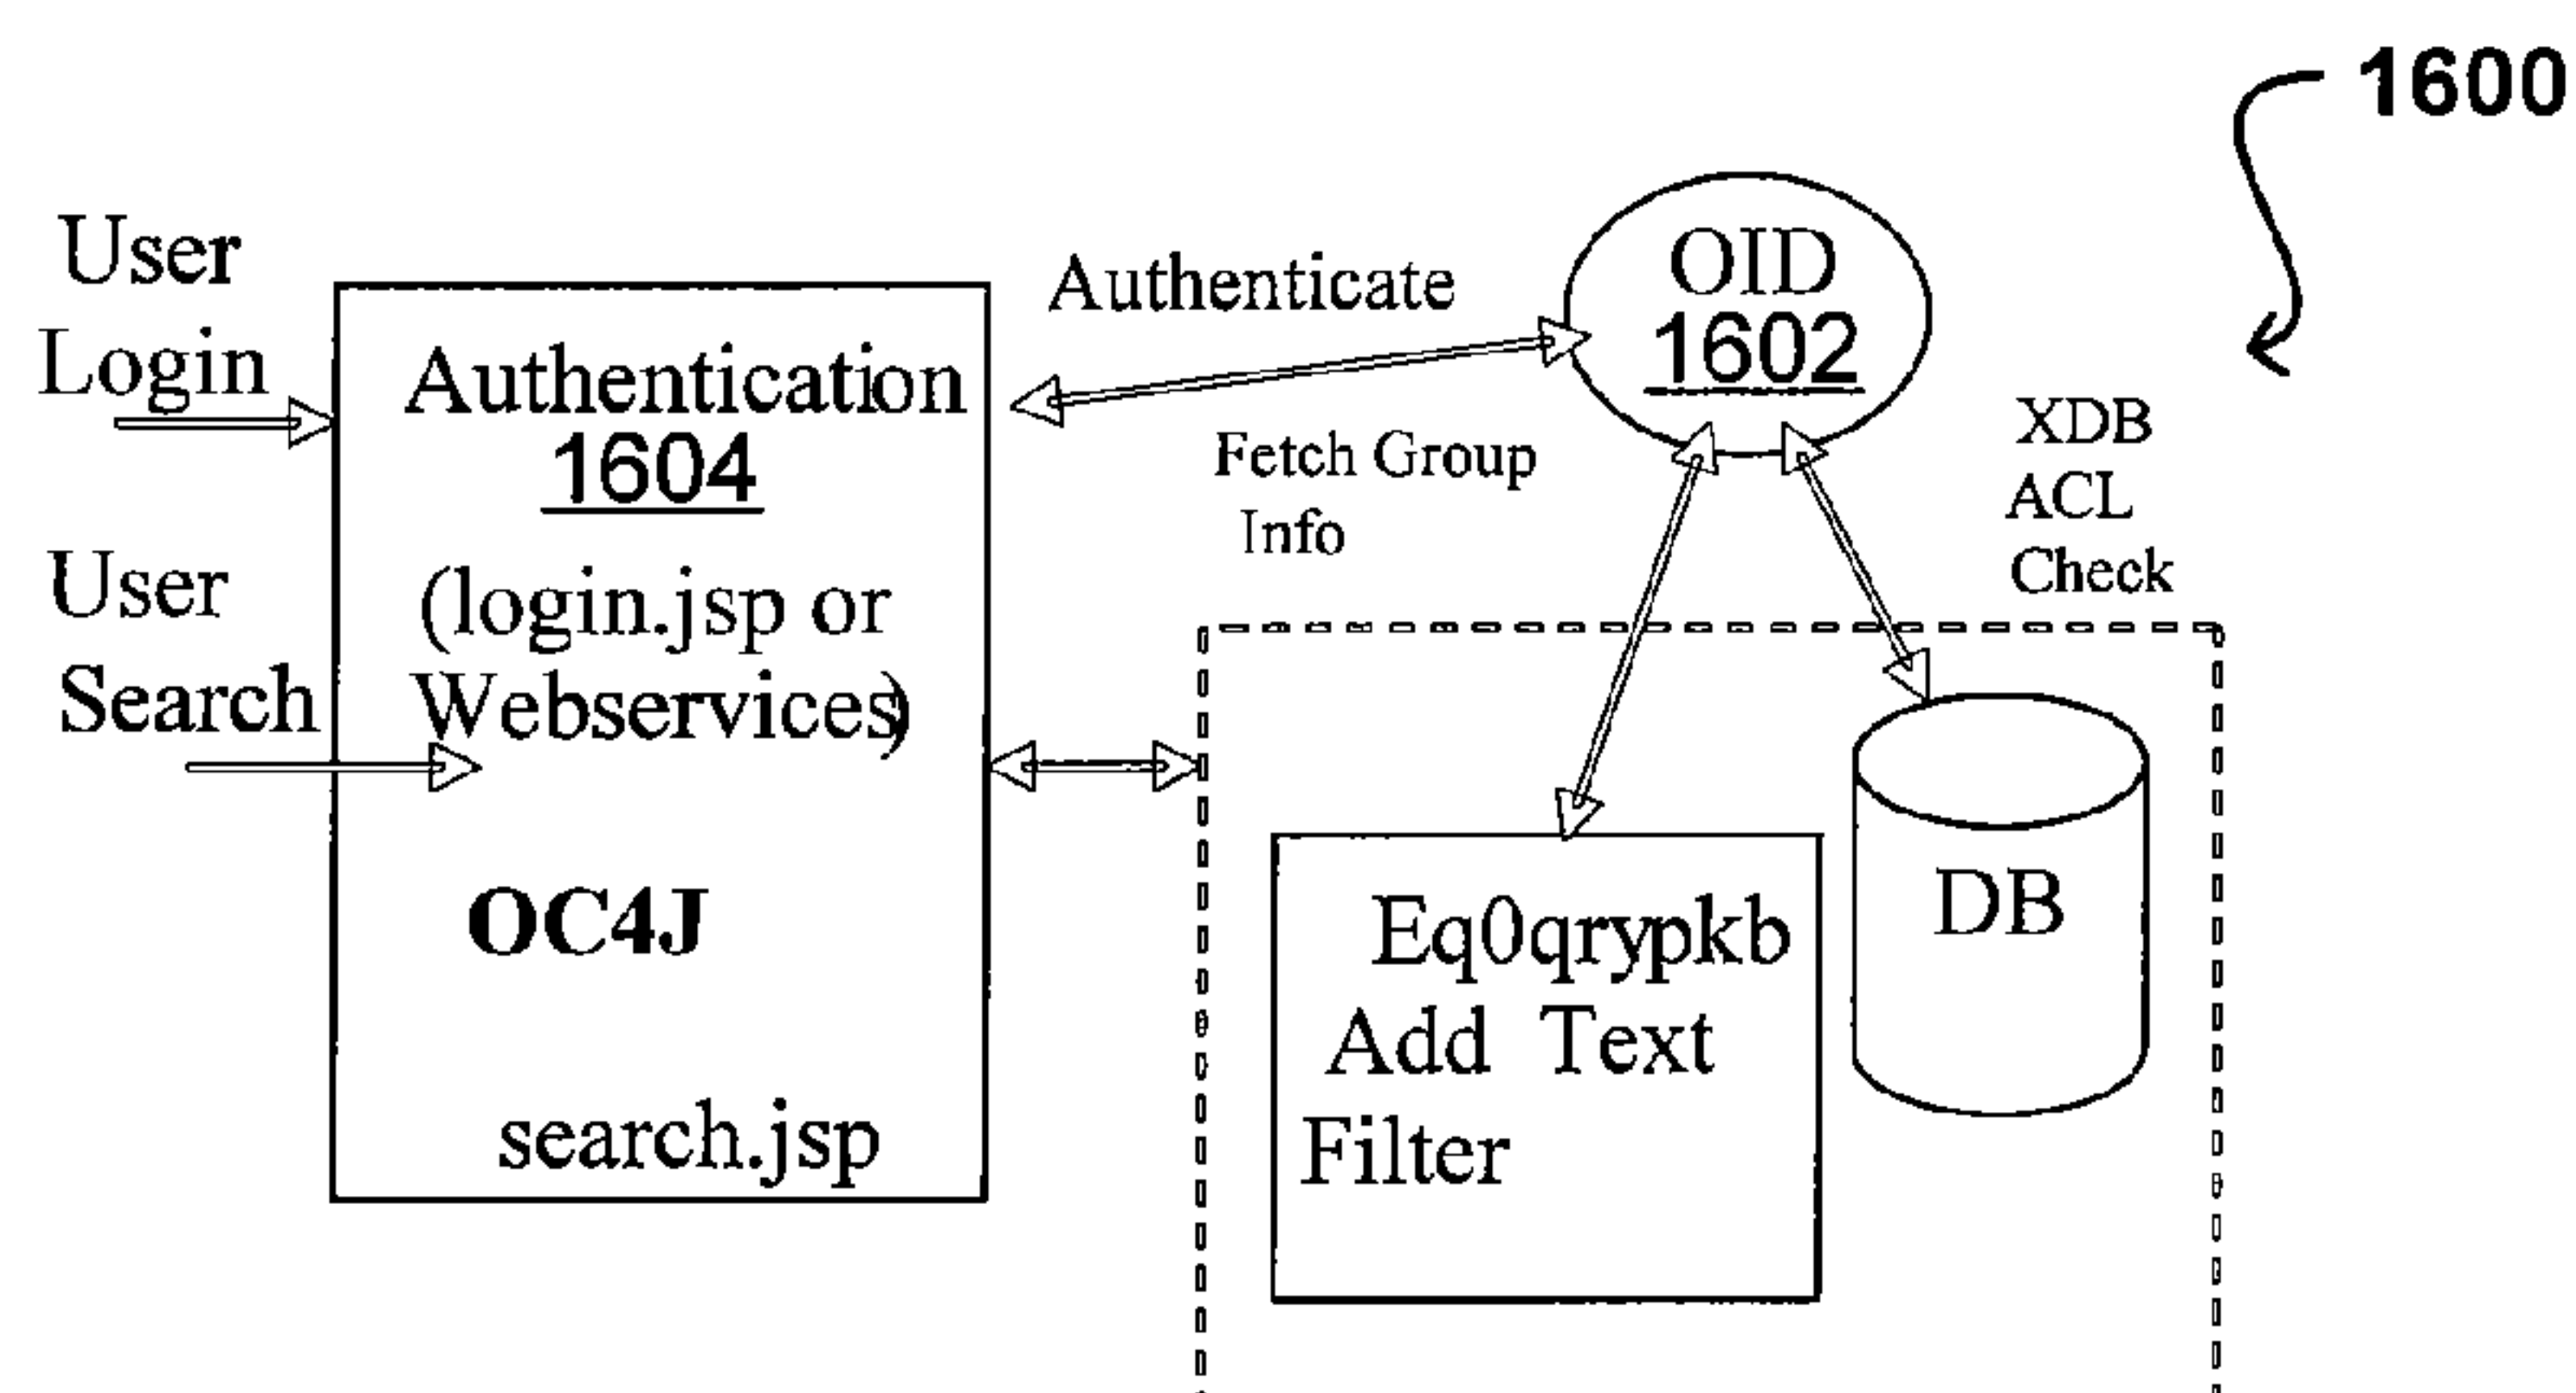 1600
User
Login
User
Search
Authentication
1604
(login.jsp or
Webservices)
OC4J
search.jsp
Authenticate
OID
1602
Fetch Group
Info
XDB
ACL
Check
Eq0qrypkb
Add Text
Filter
DB